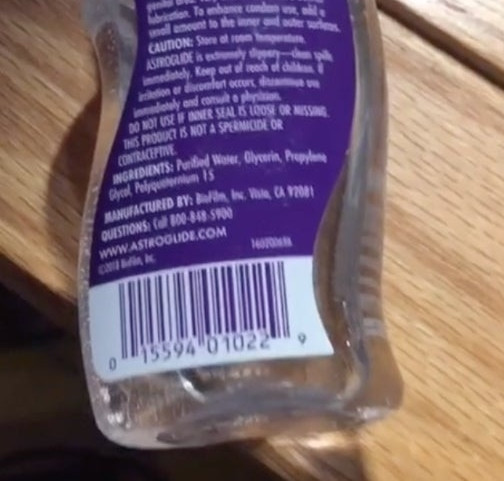 genital area.
lubrication. To enhance condom use, add a
small amount to the inner and outer surfaces.
CAUTION: Store at room temperature.
ASTROGLIDE is extremely slippery—clean spills
immediately. Keep out of reach of children. If
irritation or discomfort occurs, discontinue use
immediately and consult a physician.
DO NOT USE IF INNER SEAL IS LOOSE OR MISSING.
THIS PRODUCT IS NOT A SPERMICIDE OR
CONTRACEPTIVE.
INGREDIENTS: Purified Water, Glycerin, Propylene
Glycol, Polyquaternium 15
MANUFACTURED BY: BioFilm, Inc. Vista, CA 92081
QUESTIONS: Call 800-848-5900
WWW.ASTROGLIDE.COM
©2018 BioFilm, Inc.
0 15594 01022 9